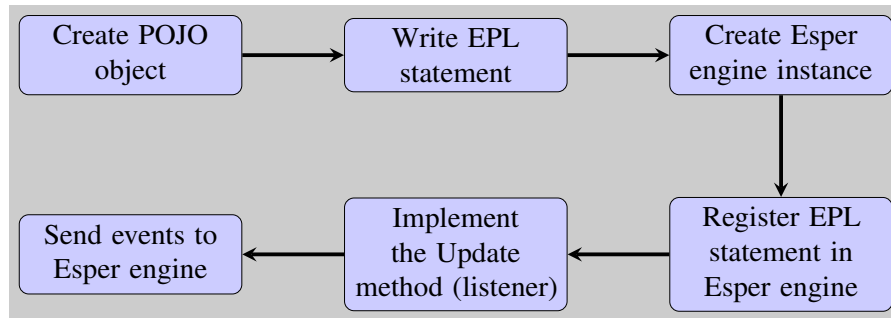 Create POJO
object
Write EPL
statement
Create Esper
engine instance
Register EPL
statement in
Esper engine
Implement
the Update
method (listener)
Send events to
Esper engine